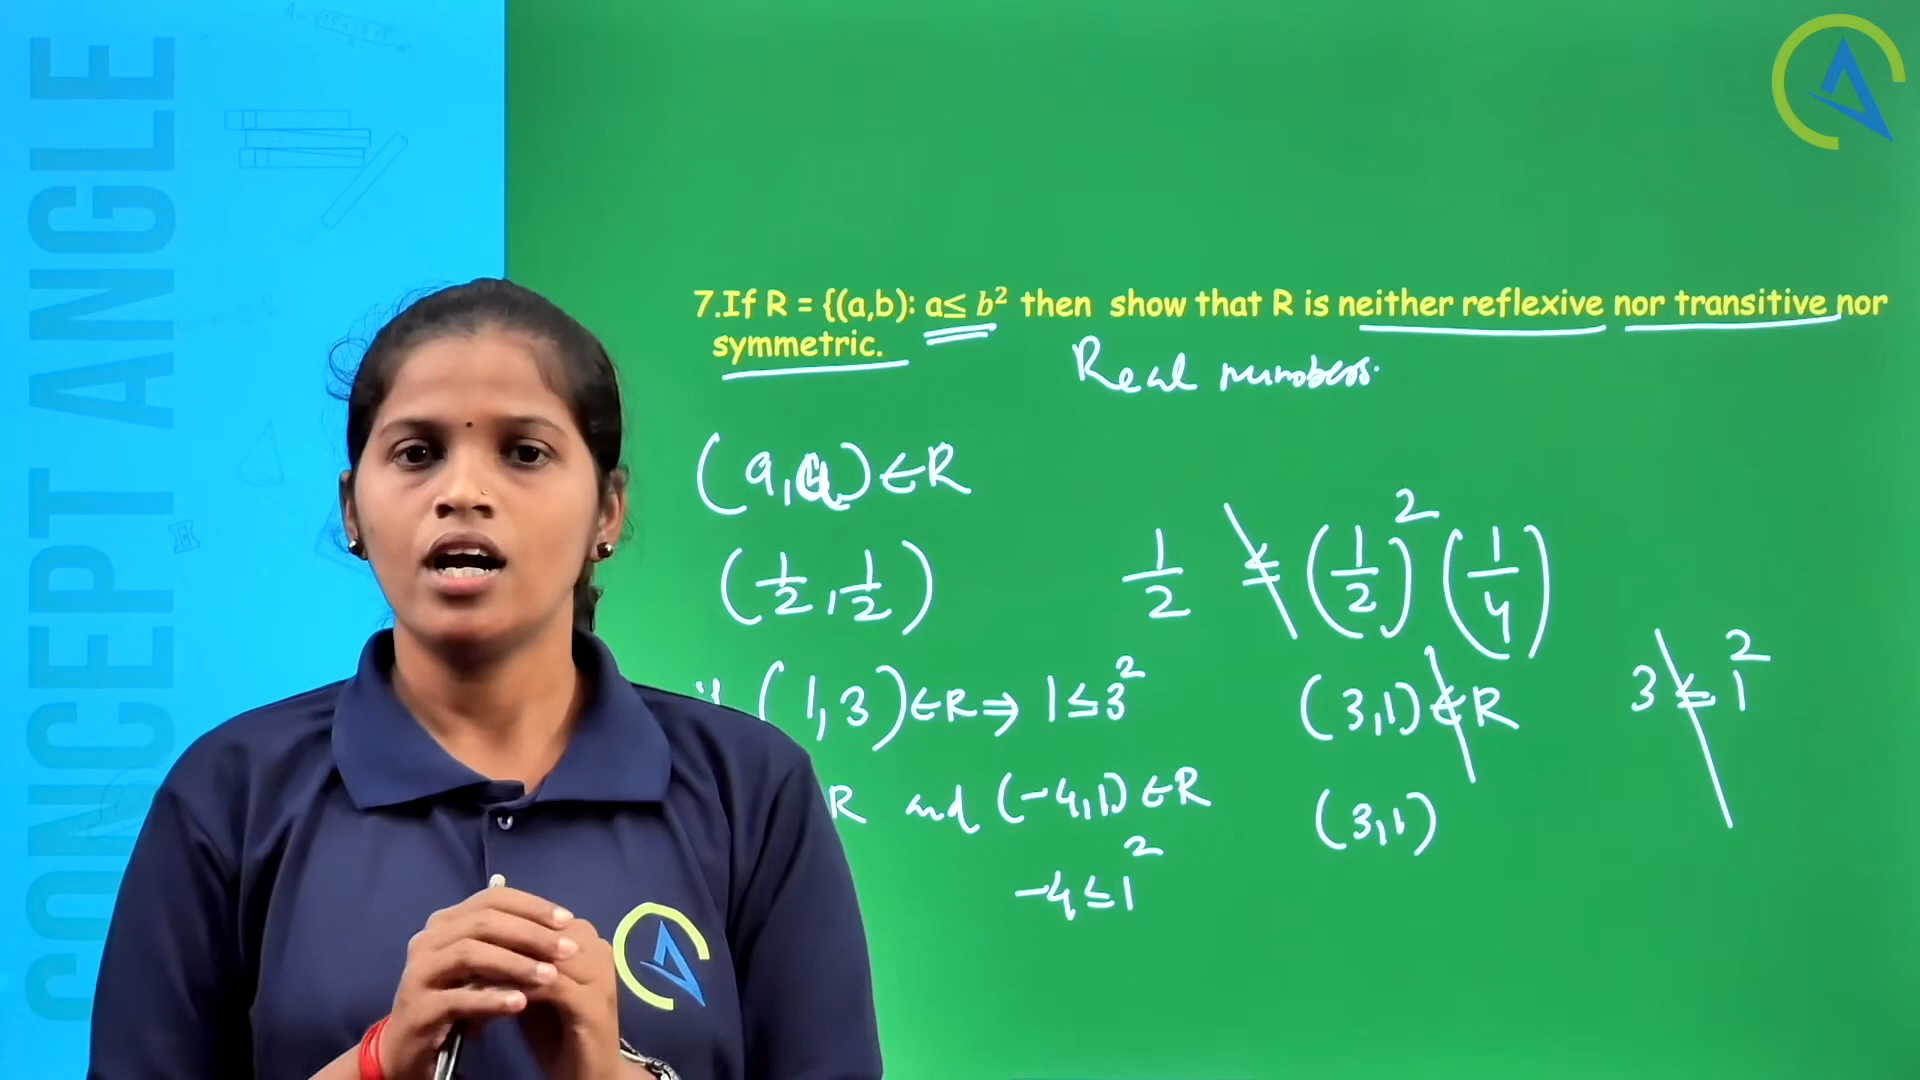 CONCEPT ANGLE
7.If R = {(a,b): a≤ b² then show that R is neither reflexive nor transitive nor
symmetric.
Real numbers.
(a,a) ∈ R
(1/2, 1/2) 1/2 ≰ (1/2)² (1/4)
(1,3) ∈ R ⇒ 1 ≤ 3² (3,1) ∉ R 3 ≰ 1²
R and (-4,1) ∈ R (3,1)
-4 ≤ 1²